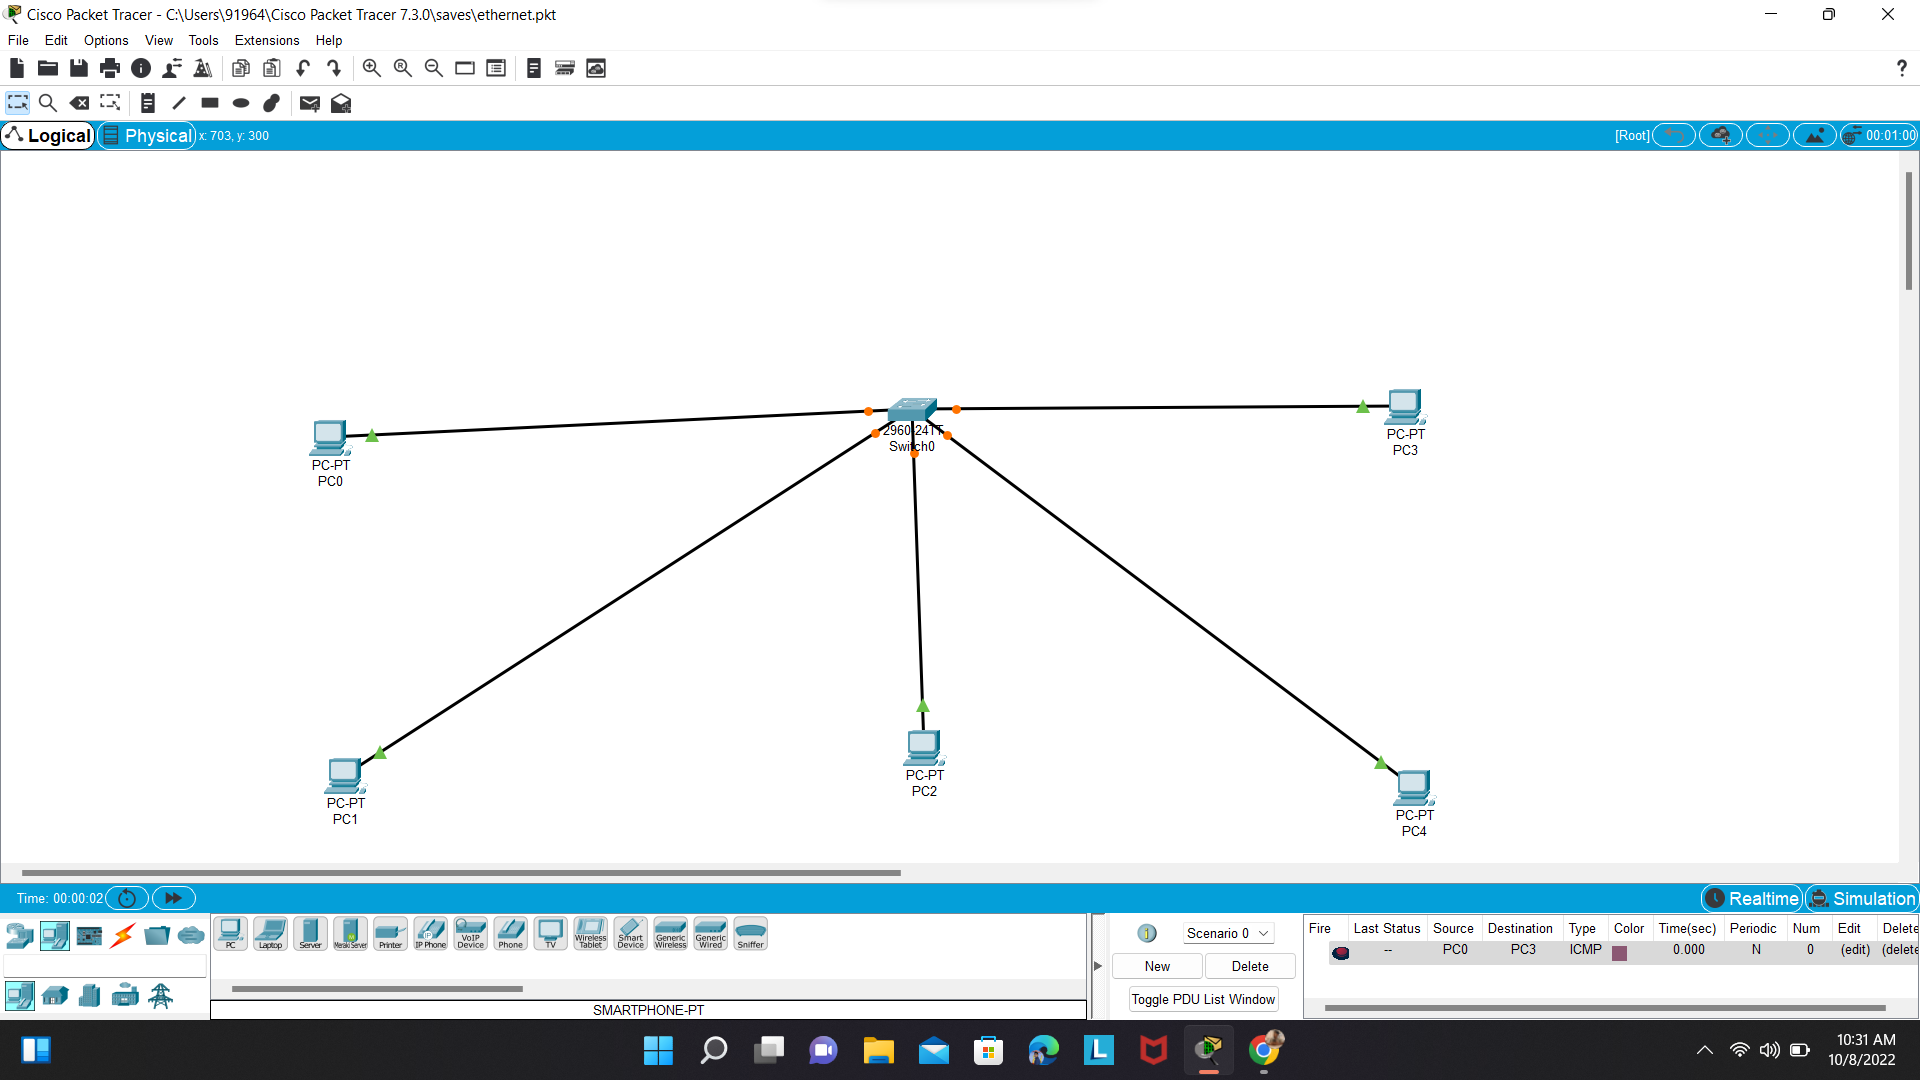 Cisco Packet Tracer - C:\Users\91964\Cisco Packet Tracer 7.3.0\saves\ethernet.pkt
File Edit Options View Tools Extensions Help
?
Logical Physical x: 703, y: 300 [Root] 00:01:00
PC-PT
PC0
2960-24TT
Switch0
PC-PT
PC3
PC-PT
PC1
PC-PT
PC2
PC-PT
PC4
Time: 00:00:02 Realtime Simulation
PC Laptop Server Meraki Server Printer IP Phone VoIP Device Phone TV Wireless Tablet Smart Device Generic Wireless Generic Wired Sniffer
SMARTPHONE-PT
Scenario 0
New Delete
Toggle PDU List Window
Fire Last Status Source Destination Type Color Time(sec) Periodic Num Edit Delete
-- PC0 PC3 ICMP 0.000 N 0 (edit) (delete
10:31 AM
10/8/2022